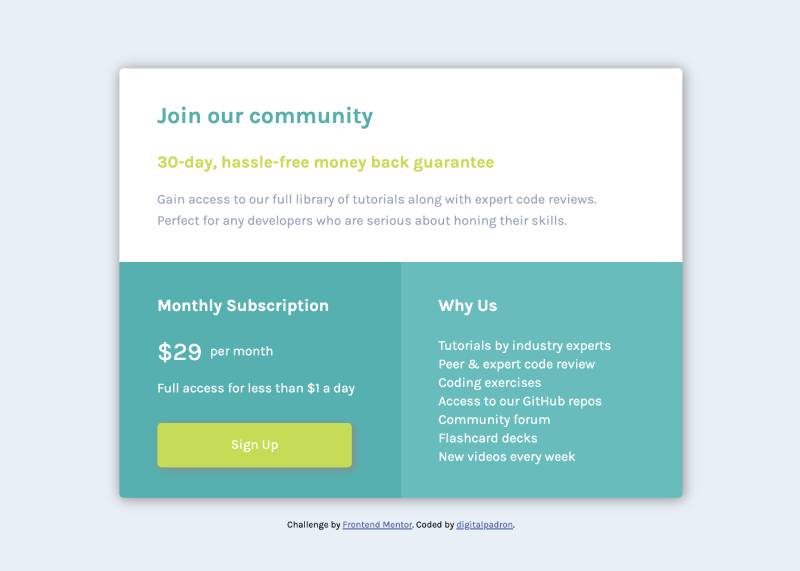 Join our community
30-day, hassle-free money back guarantee
Gain access to our full library of tutorials along with expert code reviews.
Perfect for any developers who are serious about honing their skills.
Monthly Subscription
$29 per month
Full access for less than $1 a day
Sign Up
Why Us
Tutorials by industry experts
Peer & expert code review
Coding exercises
Access to our GitHub repos
Community forum
Flashcard decks
New videos every week
Challenge by Frontend Mentor. Coded by digitalpadron.